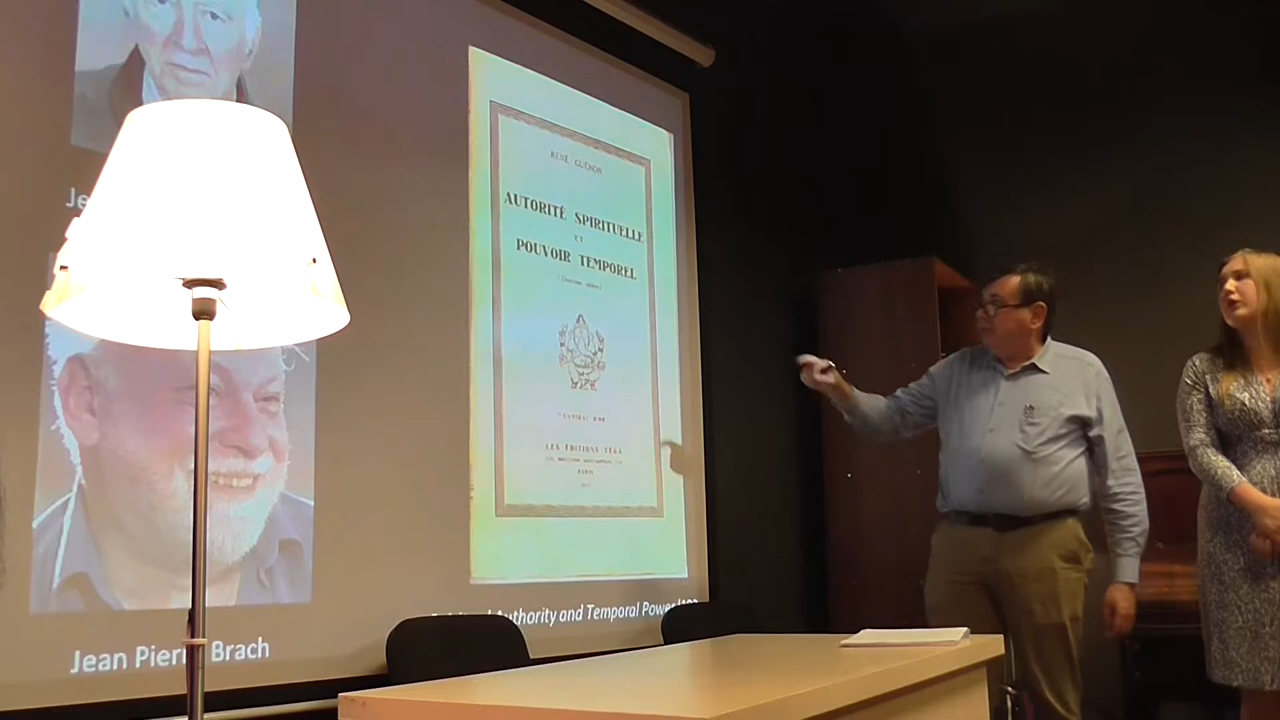 Je
RENÉ GUÉNON
AUTORITÉ SPIRITUELLE
ET
POUVOIR TEMPOREL
LES ÉDITIONS VÉGA
PARIS
Authority and Temporal Power
Jean Pier Brach